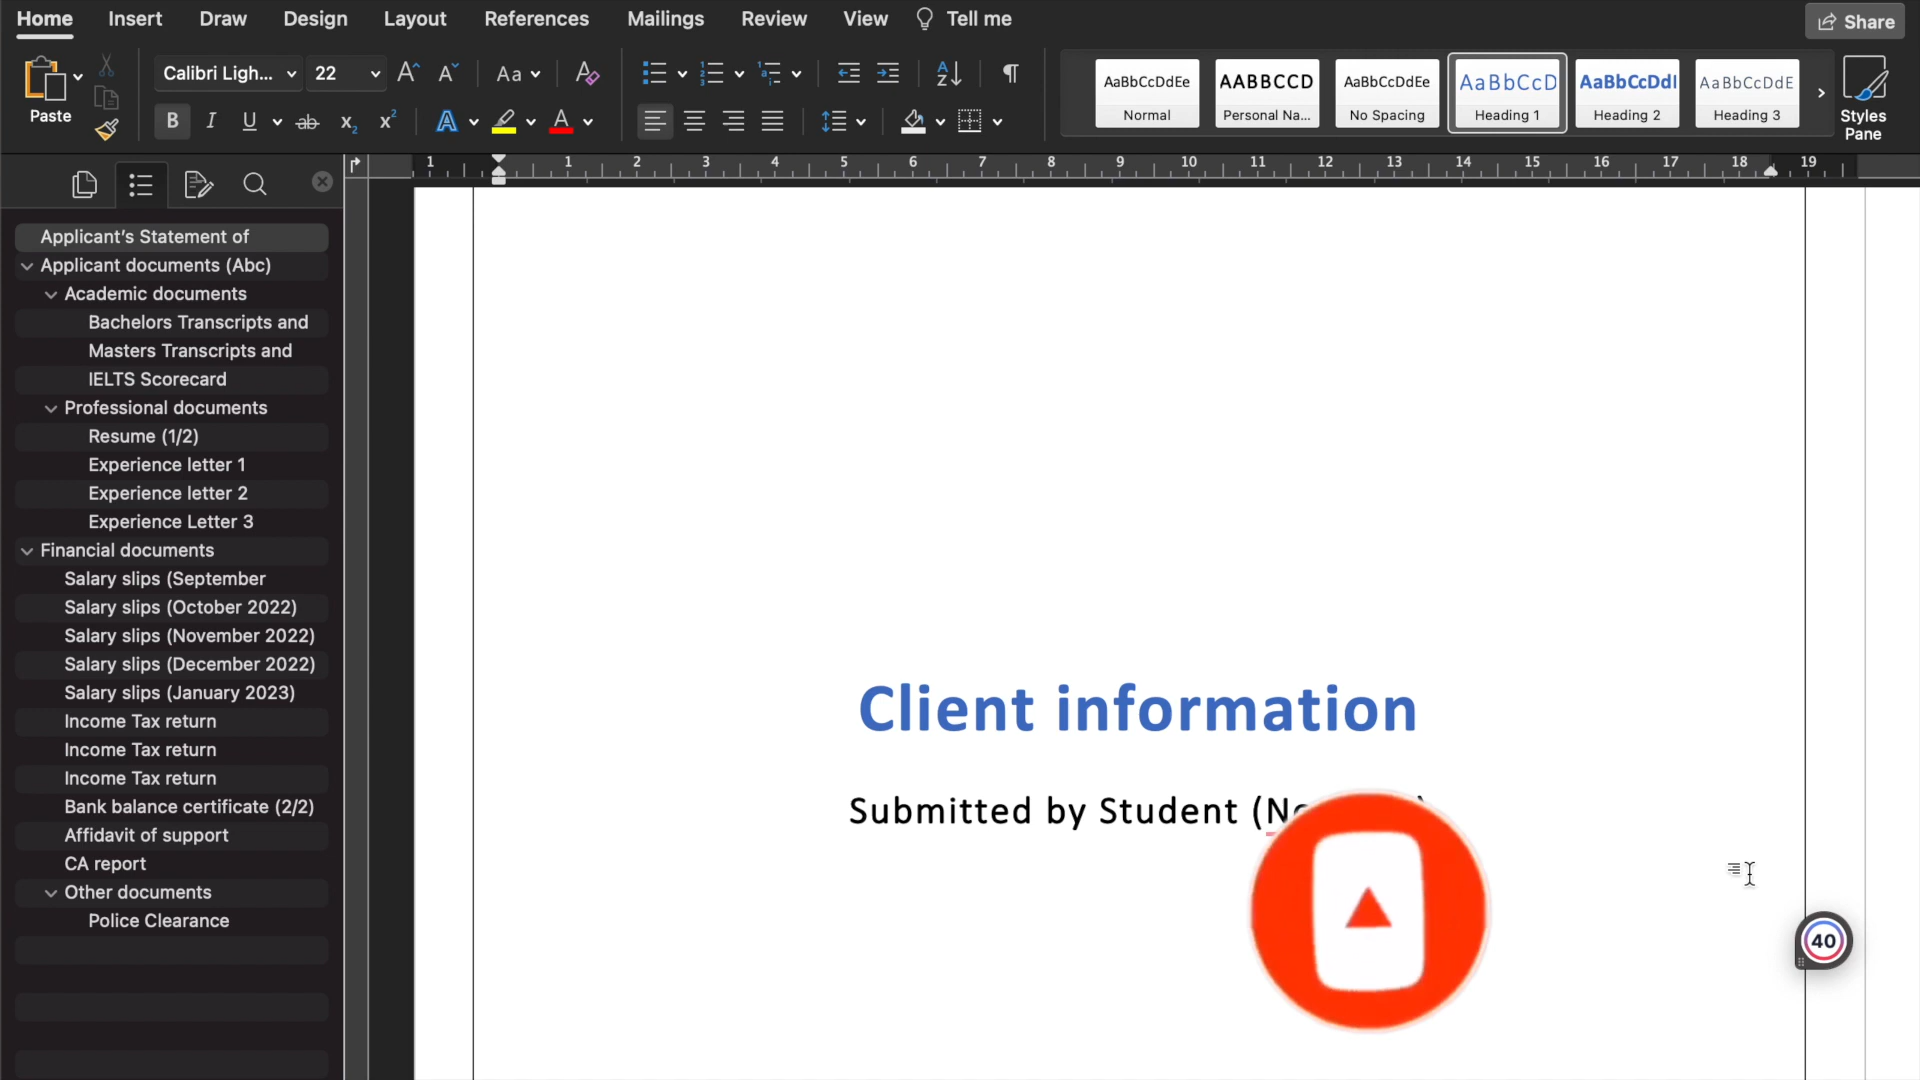 Home Insert Draw Design Layout References Mailings Review View Tell me Share
Paste
Calibri Ligh... 22 Aa
B I U ab x₂ x² A A
AaBbCcDdEe AABBCCD AaBbCcDdEe AaBbCcD AaBbCcDdI AaBbCcDdE
Normal Personal Na... No Spacing Heading 1 Heading 2 Heading 3
Styles
Pane
1 1 2 3 4 5 6 7 8 9 10 11 12 13 14 15 16 17 18 19
Applicant's Statement of
Applicant documents (Abc)
Academic documents
Bachelors Transcripts and
Masters Transcripts and
IELTS Scorecard
Professional documents
Resume (1/2)
Experience letter 1
Experience letter 2
Experience Letter 3
Financial documents
Salary slips (September
Salary slips (October 2022)
Salary slips (November 2022)
Salary slips (December 2022)
Salary slips (January 2023)
Income Tax return
Income Tax return
Income Tax return
Bank balance certificate (2/2)
Affidavit of support
CA report
Other documents
Police Clearance
Client information
Submitted by Student
40